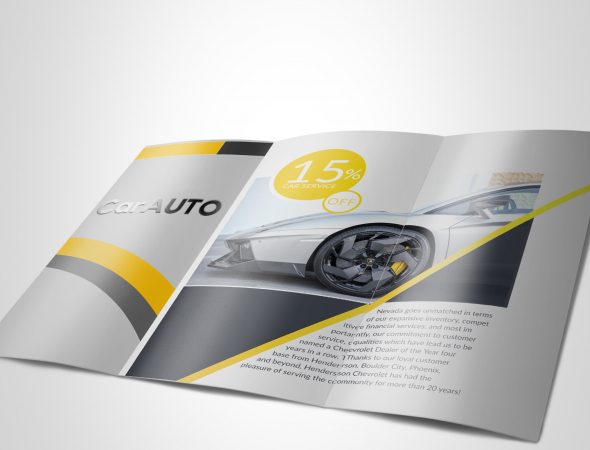 CarAUTO
15%
CAR SERVICE
OFF
Nevada goes unmatched in terms
of our expansive inventory, compet
itive financial services, and most im
portantly, our commitment to customer
service, qualities which have lead us to be
named a Chevrolet Dealer of the Year four
years in a row. Thanks to our loyal customer
base from Henderson, Boulder City, Phoenix,
and beyond, Henderson Chevrolet has had the
pleasure of serving the community for more than 20 years!